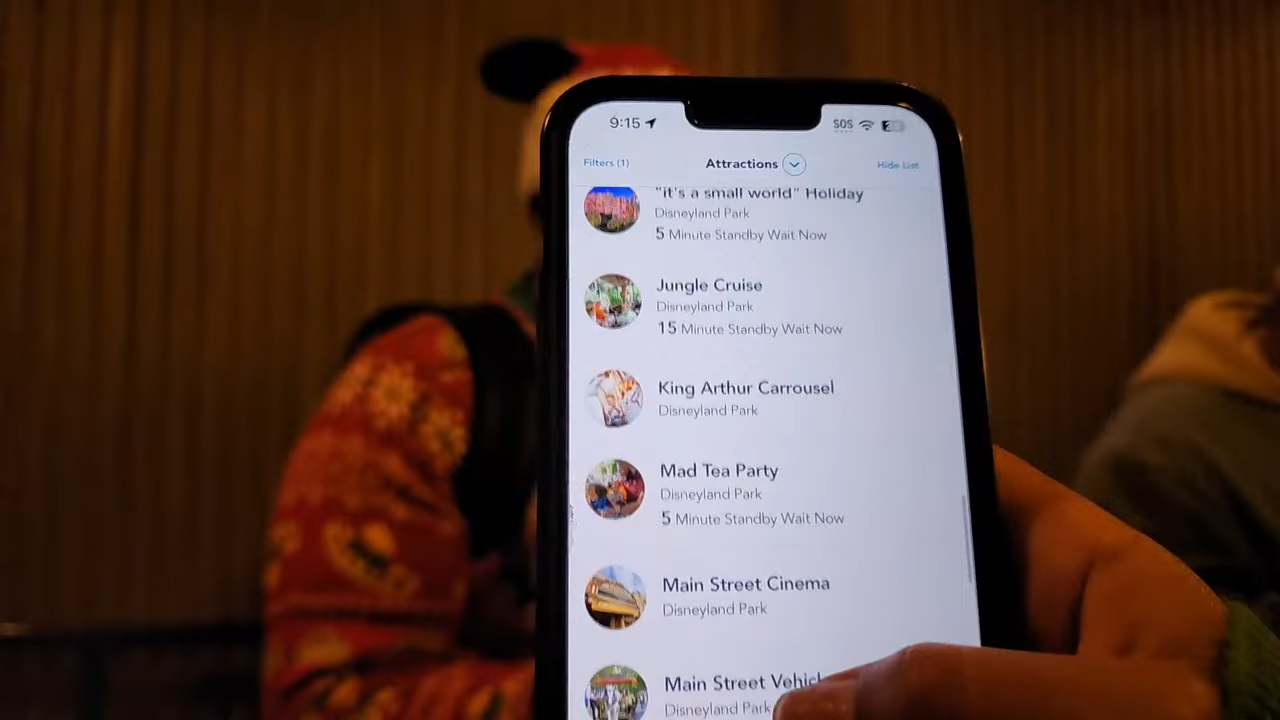 9:15 SOS
Filters (1) Attractions Hide List
"it's a small world" Holiday
Disneyland Park
5 Minute Standby Wait Now
Jungle Cruise
Disneyland Park
15 Minute Standby Wait Now
King Arthur Carrousel
Disneyland Park
Mad Tea Party
Disneyland Park
5 Minute Standby Wait Now
Main Street Cinema
Disneyland Park
Main Street
Disneyland Park